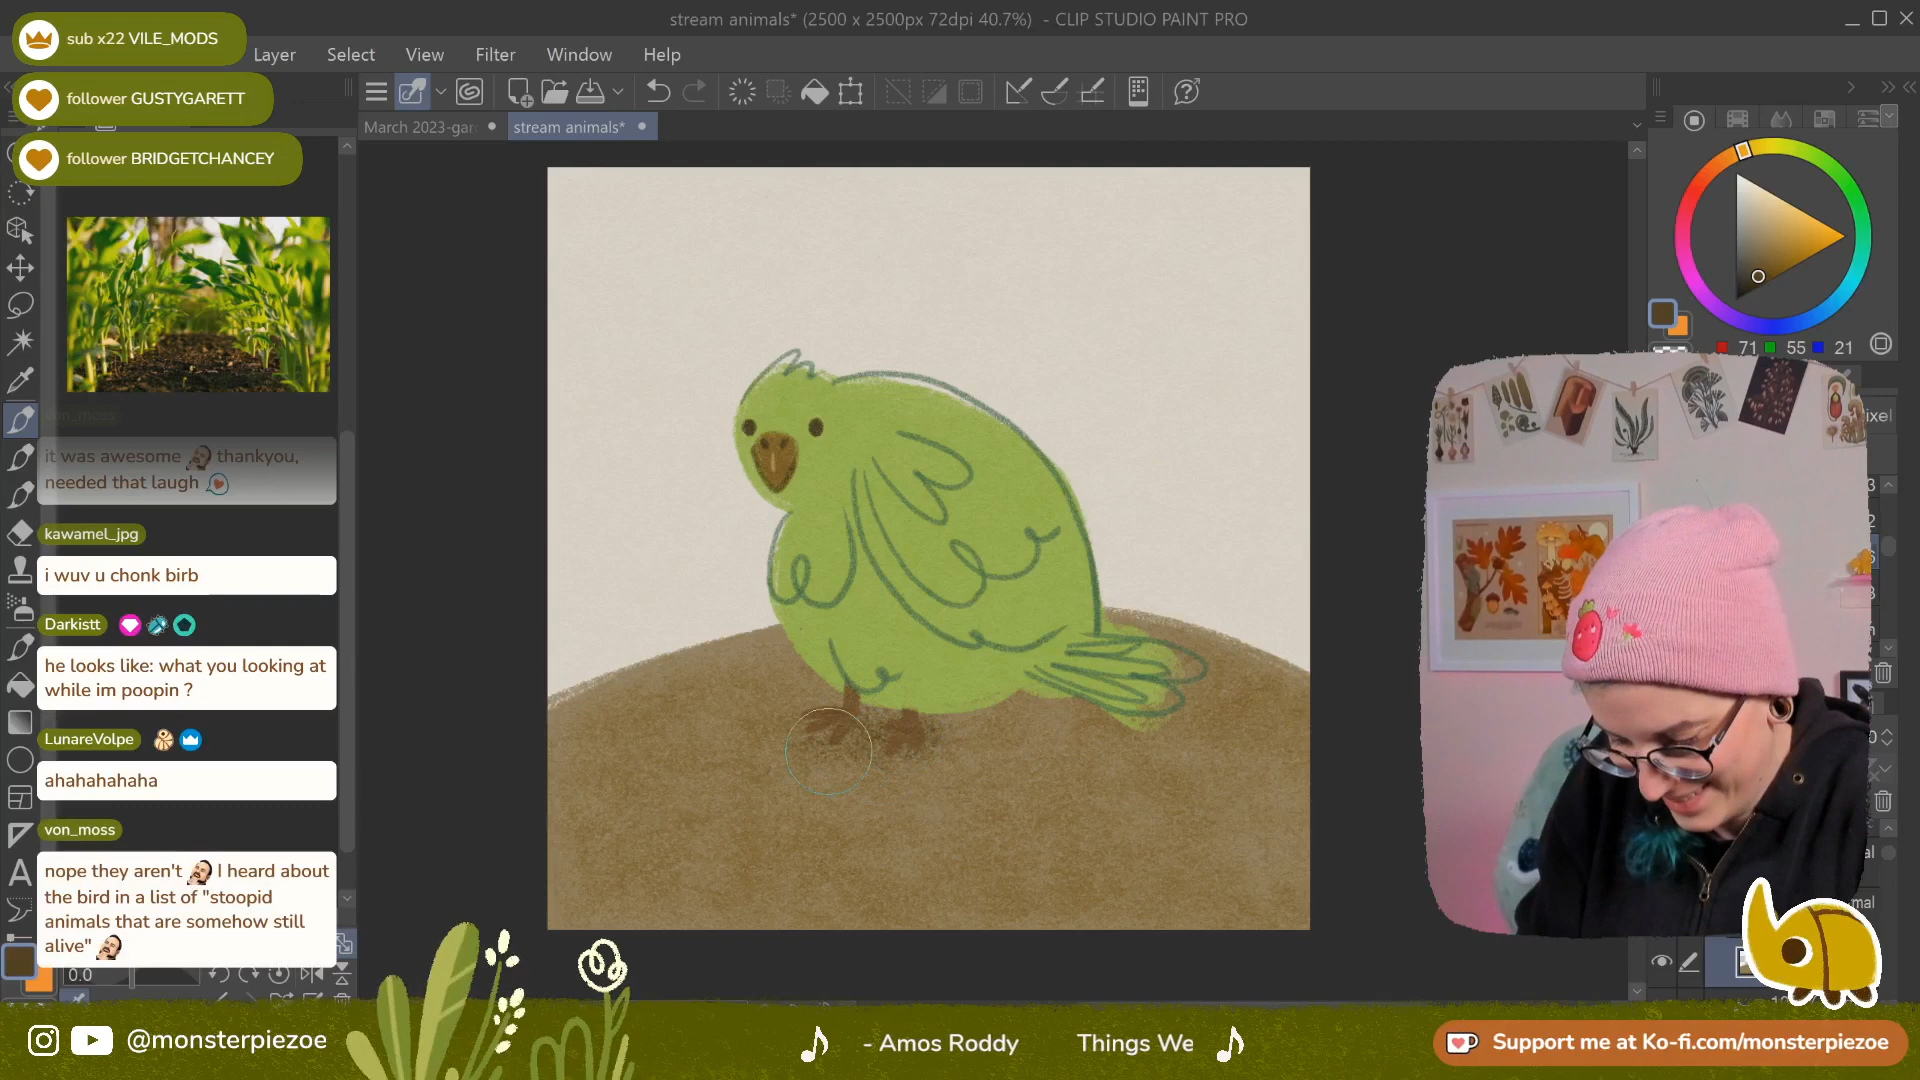 stream animals* (2500 x 2500px 72dpi 40.7%) - CLIP STUDIO PAINT PRO
sub x22 VILE_MODS
Layer Select View Filter Window Help
follower GUSTYGARETT
March 2023-gar stream animals*
follower BRIDGETCHANCEY
71 55 21
von_moss
it was awesome thankyou,
needed that laugh
kawamel_jpg
i wuv u chonk birb
Darkistt
he looks like: what you looking at
while im poopin ?
LunareVolpe
ahahahahaha
von_moss
nope they aren't I heard about
the bird in a list of "stoopid
animals that are somehow still
alive"
0.0
@monsterpiezoe
- Amos Roddy Things We
Support me at Ko-fi.com/monsterpiezoe